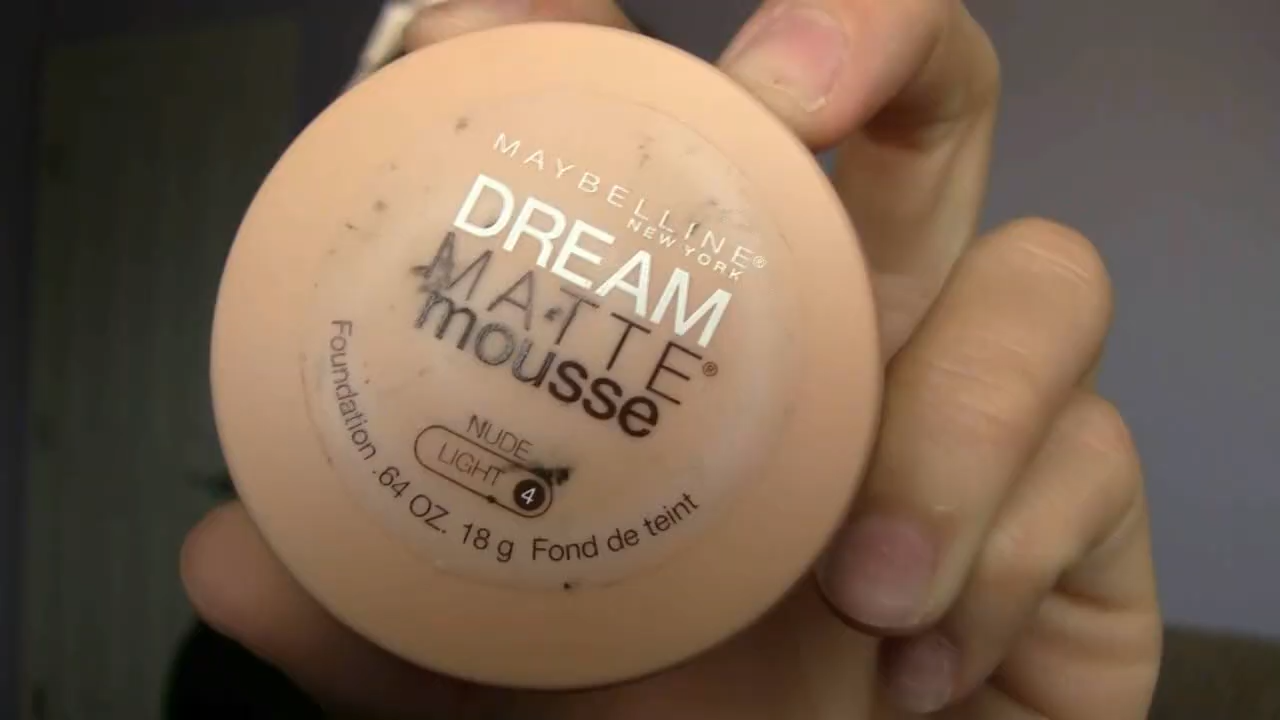 MAYBELLINE®
NEW YORK
DREAM
MATTE®
mousse
NUDE
LIGHT 4
Foundation .64 OZ. 18 g Fond de teint